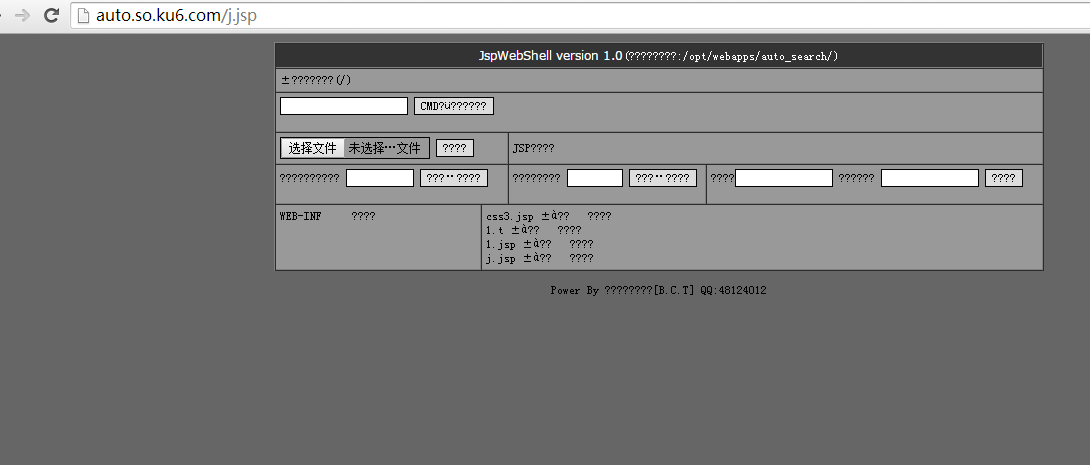 auto.so.ku6.com/j.jsp
JspWebShell version 1.0 (????????:/opt/webapps/auto_search/)
±???????(/)
CMD?ü??????
选择文件 未选择…文件 ???? JSP????
?????????? ???¨???? ???????? ???¨???? ???? ?????? ????
WEB-INF ????
css3.jsp ±à?? ????
1.t ±à?? ????
1.jsp ±à?? ????
j.jsp ±à?? ????
Power By ????????[B.C.T] QQ:48124012